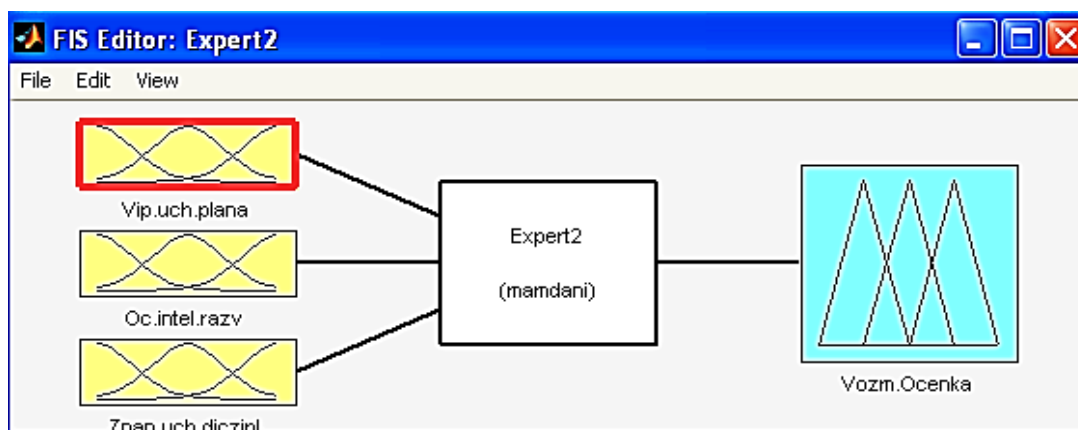 FIS Editor: Expert2
File Edit View
Vip.uch.plana
Oc.intel.razv
Expert2
(mamdani)
Vozm.Ocenka